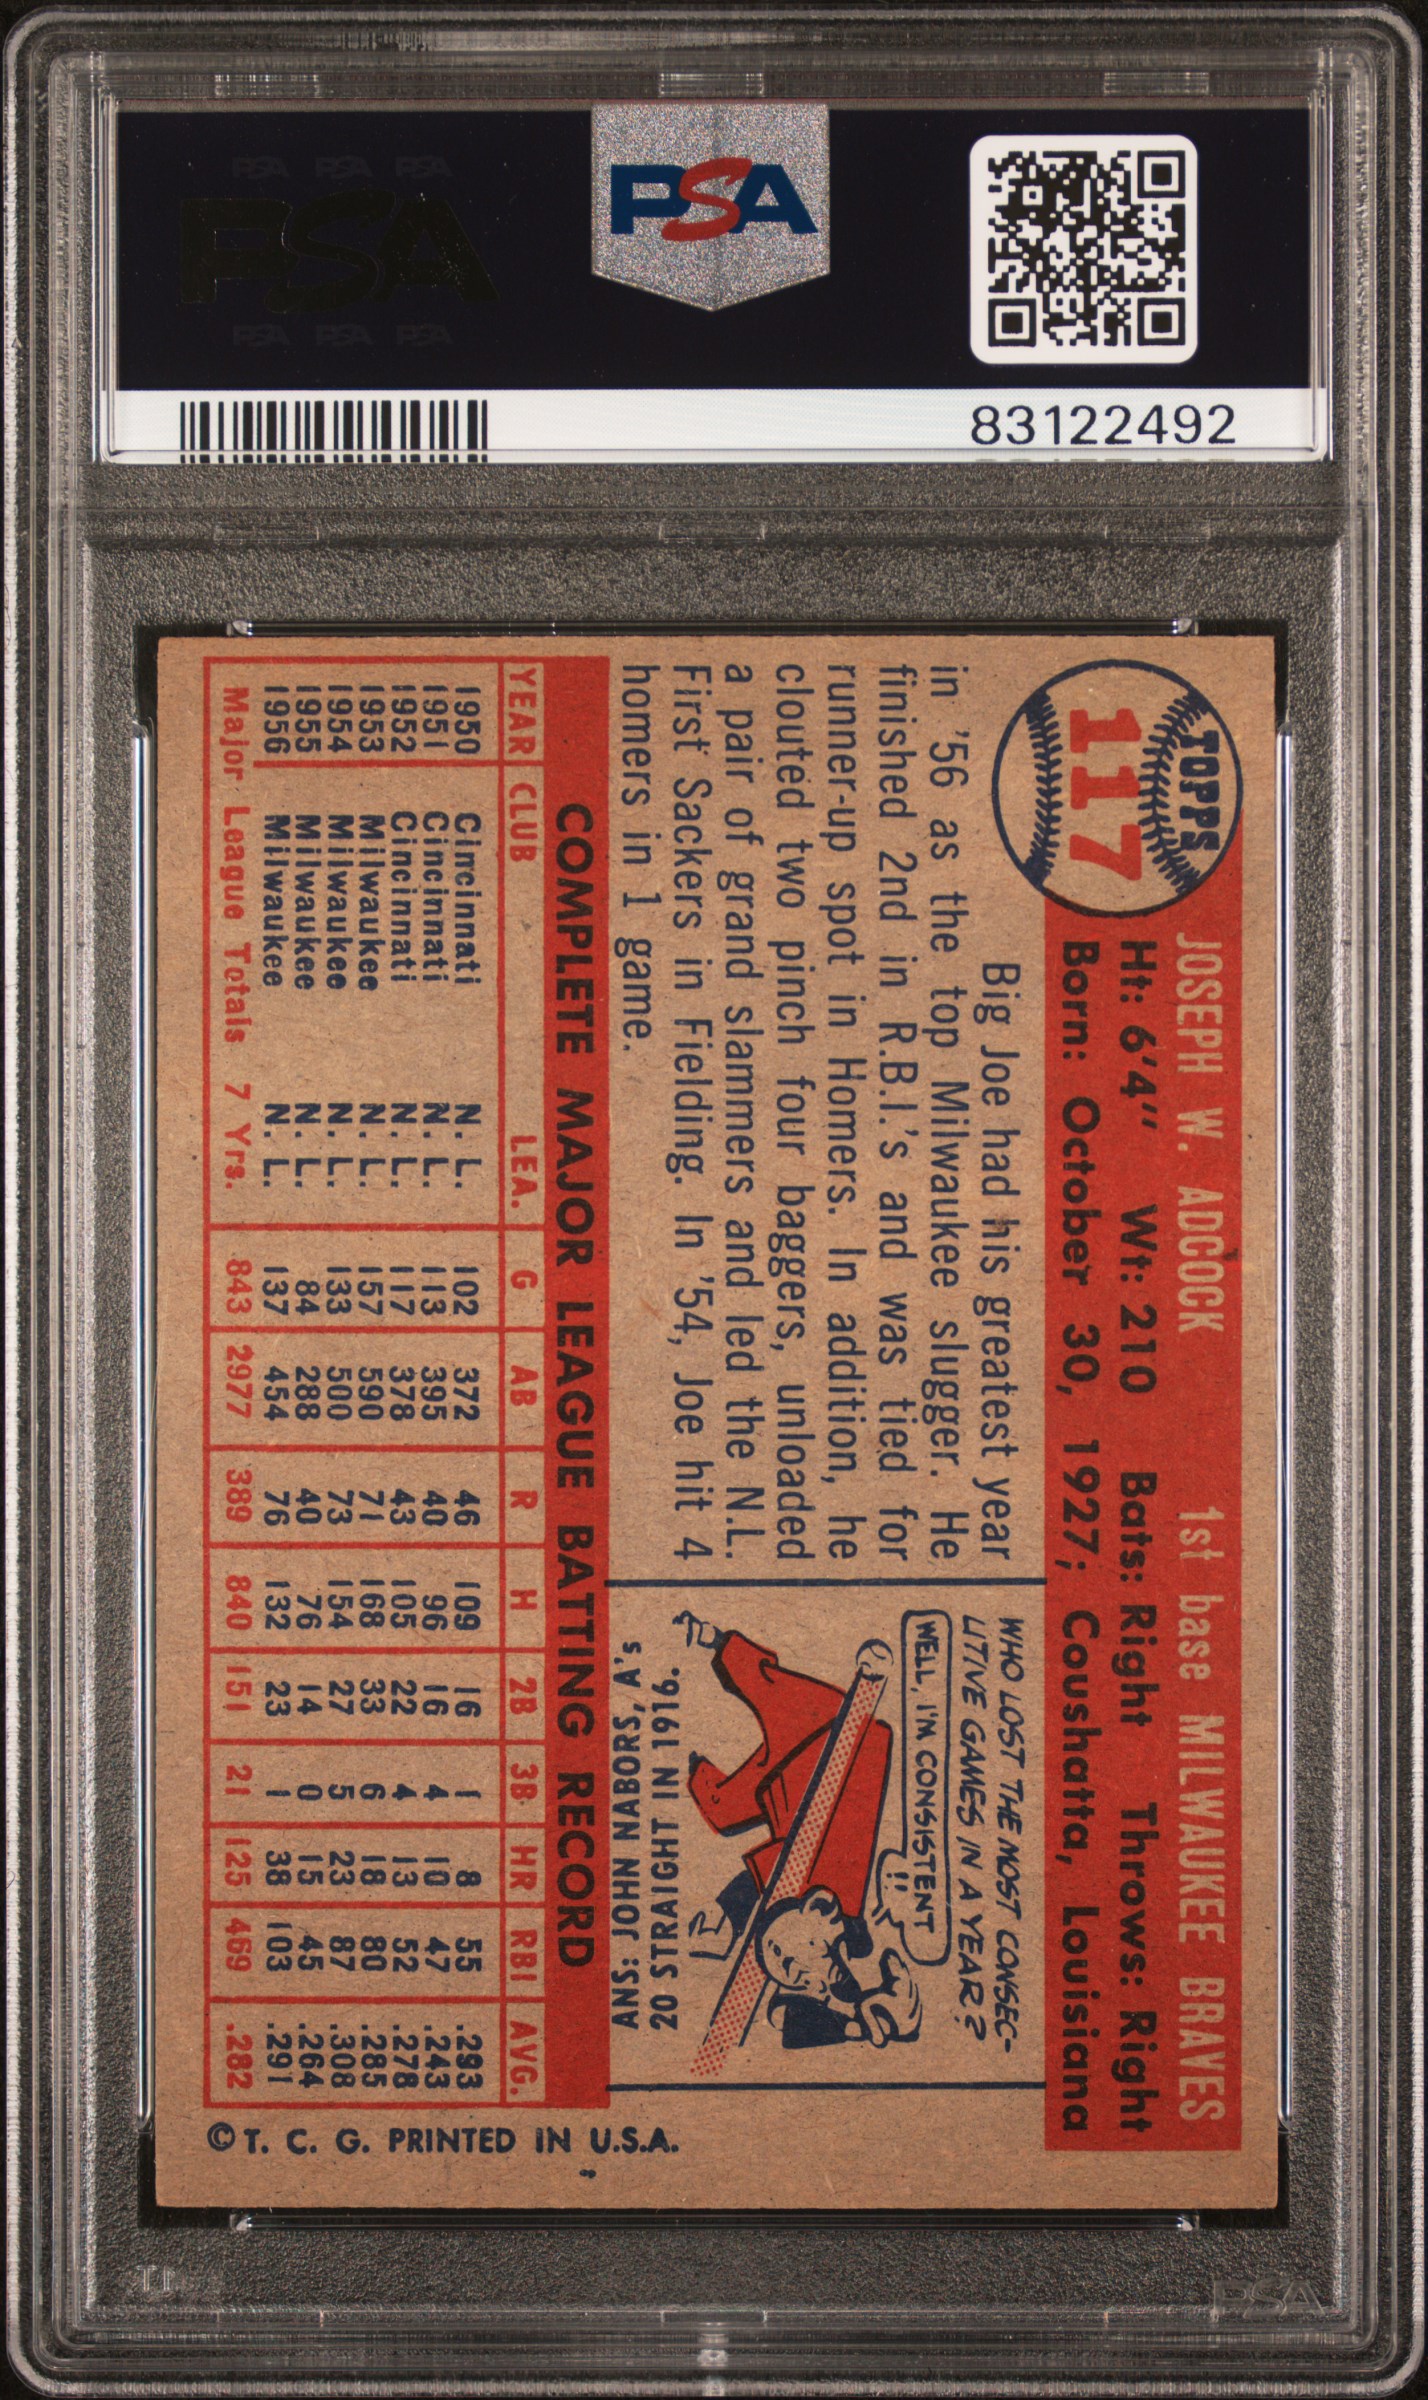 PSA PSA PSA
PSA
PSA PSA PSA
PSA
83122492
TOPPS
117
JOSEPH W. ADCOCK 1st base MILWAUKEE BRAVES
Ht: 6'4" Wt: 210 Bats: Right Throws: Right
Born: October 30, 1927; Coushatta, Louisiana
Big Joe had his greatest year
in '56 as the top Milwaukee slugger. He
finished 2nd in R.B.I.'s and was tied for
runner-up spot in Homers. In addition, he
clouted two pinch four baggers, unloaded
a pair of grand slammers and led the N.L.
First Sackers in Fielding. In '54, Joe hit 4
homers in 1 game.
WHO LOST THE MOST CONSEC-
UTIVE GAMES IN A YEAR?
WELL, I'M CONSISTENT!!
ANS: JOHN NABORS, A's
20 STRAIGHT IN 1916.
COMPLETE MAJOR LEAGUE BATTING RECORD
YEAR CLUB LEA. G AB R H 2B 3B HR RBI AVG.
1950 Cincinnati N. L. 102 372 46 109 16 1 8 55 .293
1951 Cincinnati N. L. 113 395 40 96 16 4 10 47 .243
1952 Cincinnati N. L. 117 378 43 105 22 4 13 52 .278
1953 Milwaukee N. L. 157 590 71 168 33 6 18 80 .285
1954 Milwaukee N. L. 133 500 73 154 27 5 23 87 .308
1955 Milwaukee N. L. 84 288 40 76 14 0 15 45 .264
1956 Milwaukee N. L. 137 454 76 132 23 1 38 103 .291
Major League Totals 7 Yrs. 843 2977 389 840 151 21 125 469 .282
© T. C. G. PRINTED IN U.S.A.
PSA